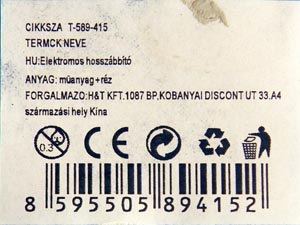 CIKKSZA T-589-415
TERMCK NEVE
HU:Elektromos hosszábbító
ANYAG: műanyag+réz
FORGALMAZO:H&T KFT.1087 BP,KOBANYAI DISCONT UT 33.A4
származási hely Kína
0.3
CE
8 595505 894152